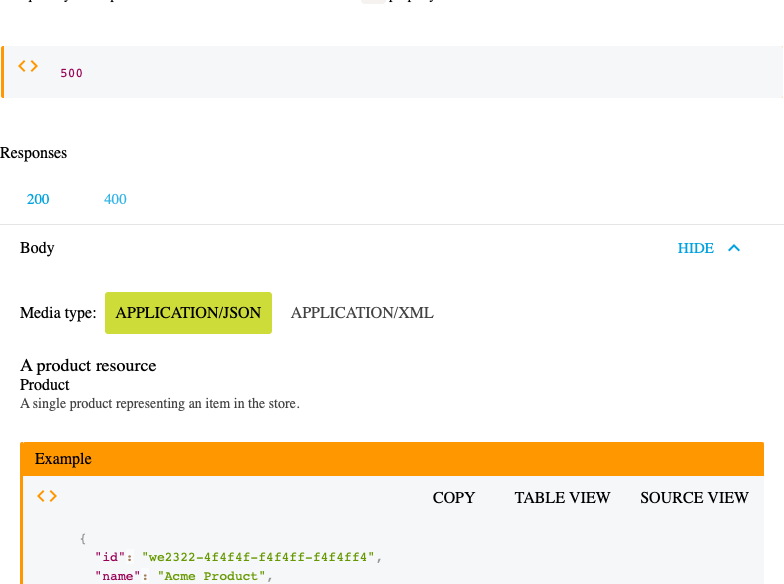 500
Responses
200 400
Body HIDE
Media type: APPLICATION/JSON APPLICATION/XML
A product resource
Product
A single product representing an item in the store.
Example
COPY TABLE VIEW SOURCE VIEW
{
"id": "we2322-4f4f4f-f4f4ff-f4f4ff4",
"name": "Acme Product",